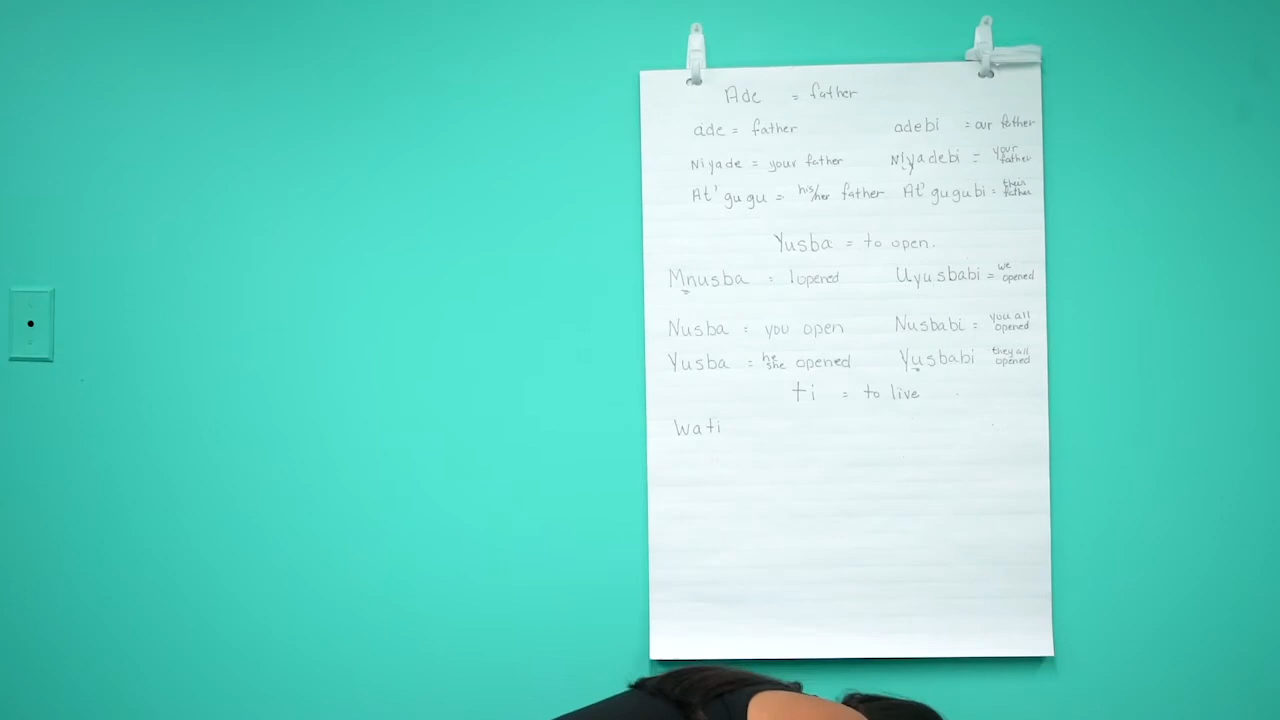 Ade = father
ade = father adebi = our father
Niyade = your father Niyadebi = your father
At'gugu = his/her father At'gugubi = their father
Yusba = to open.
Mnusba = I opened Uyusbabi = we opened
Nusba = you open Nusbabi = you all opened
Yusba = he she opened Yusbabi they all opened
ti = to live
Wati